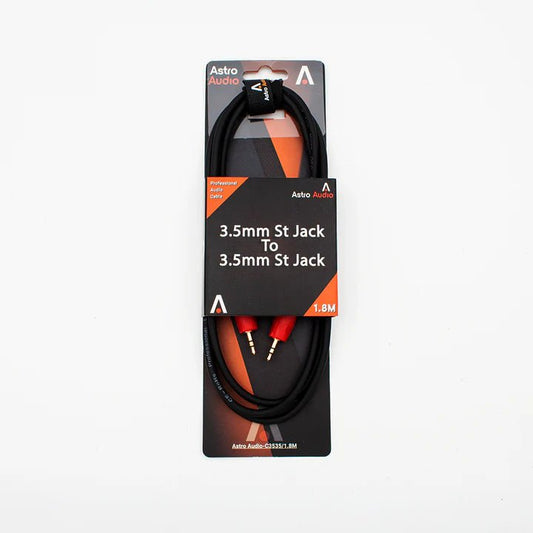 Astro
Audio
Professional
Audio
Cable
Astro Audio
3.5mm St Jack
To
3.5mm St Jack
1.8M
Astro Audio-C3535/1.8M